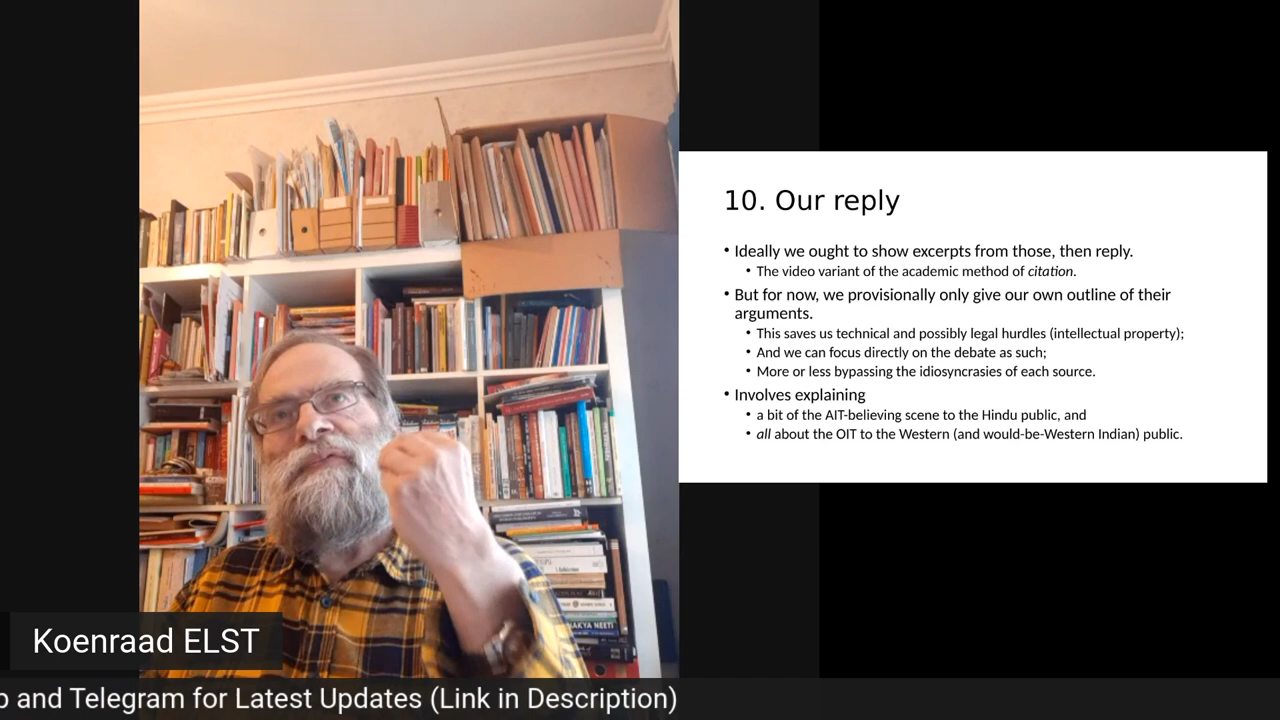 10. Our reply
• Ideally we ought to show excerpts from those, then reply.
• The video variant of the academic method of citation.
• But for now, we provisionally only give our own outline of their
arguments.
• This saves us technical and possibly legal hurdles (intellectual property);
• And we can focus directly on the debate as such;
• More or less bypassing the idiosyncrasies of each source.
• Involves explaining
• a bit of the AIT-believing scene to the Hindu public, and
• all about the OIT to the Western (and would-be-Western Indian) public.
NEETI
Koenraad ELST
and Telegram for Latest Updates (Link in Description)